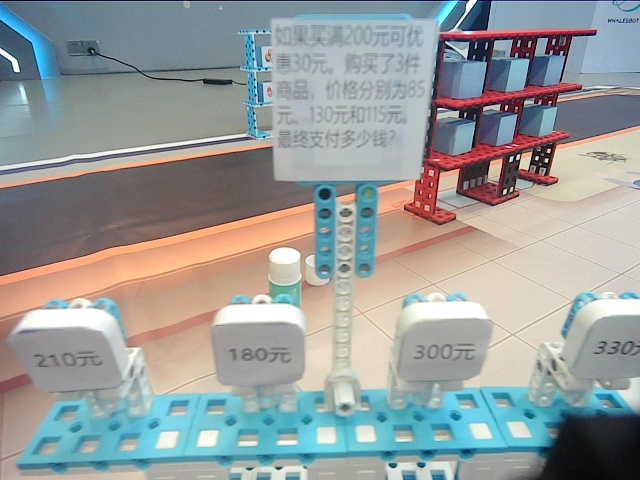 WHALESBOT
如果买满200元可优
惠30元。购买了3件
商品，价格分别为85
元、130元和115元。
最终支付多少钱?
210元
180元
300元
330元